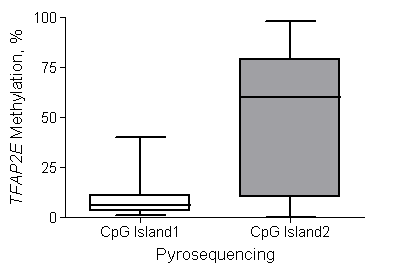 100
75
50
25
0
TFAP2E Methylation, %
CpG Island1 CpG Island2
Pyrosequencing